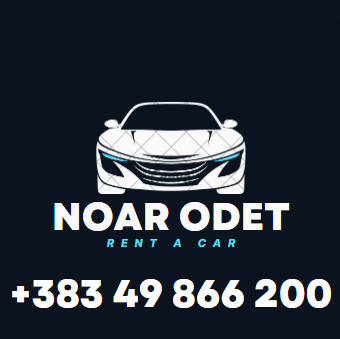 NOAR ODET
RENT A CAR
+383 49 866 200